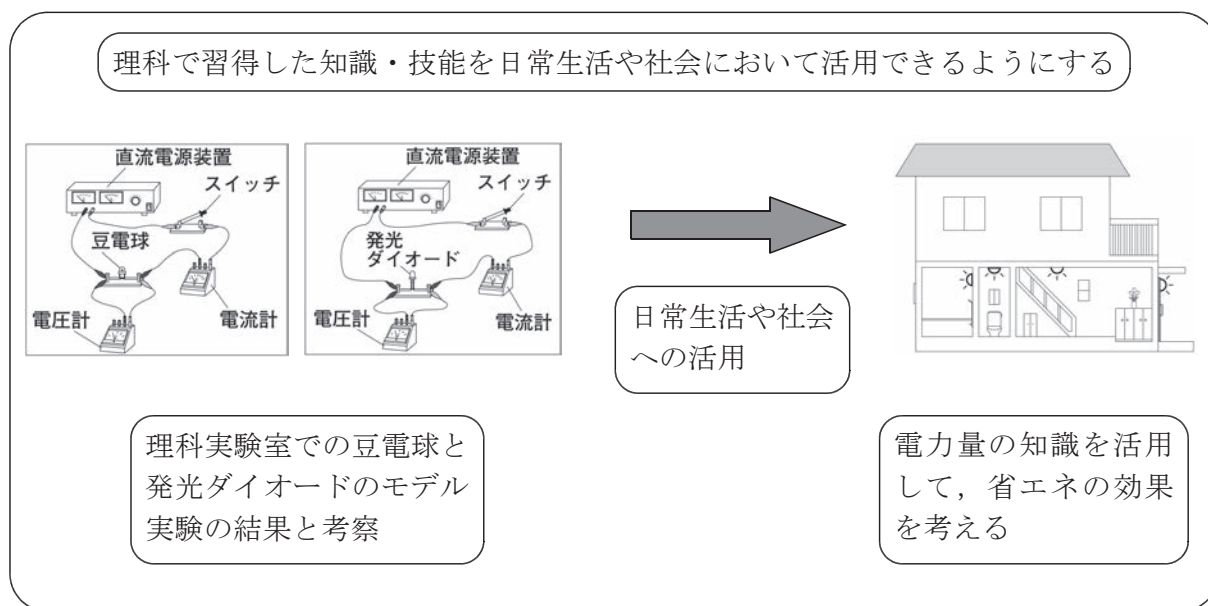 理科で習得した知識・技能を日常生活や社会において活用できるようにする
直流電源装置
スイッチ
豆電球
電圧計
電流計
直流電源装置
スイッチ
発光
ダイオード
電圧計
電流計
日常生活や社会
への活用
理科実験室での豆電球と
発光ダイオードのモデル
実験の結果と考察
電力量の知識を活用
して，省エネの効果
を考える